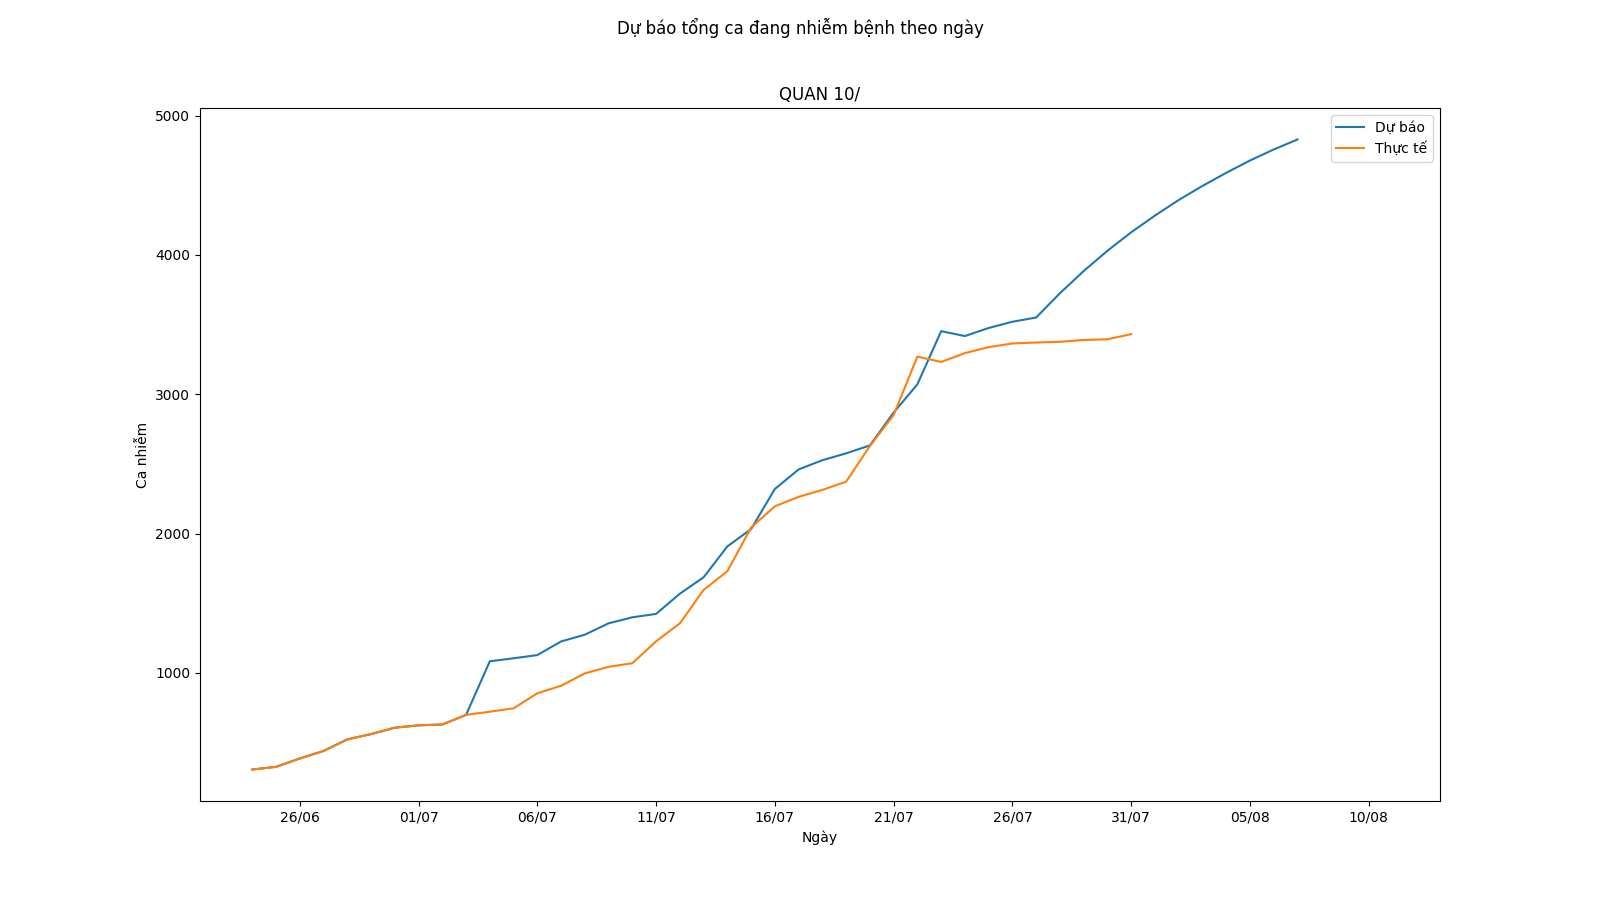 Dự báo tổng ca đang nhiễm bệnh theo ngày
QUAN 10/
Dự báo
Thực tế
5000
4000
3000
2000
1000
Ca nhiễm
26/06 01/07 06/07 11/07 16/07 21/07 26/07 31/07 05/08 10/08
Ngày